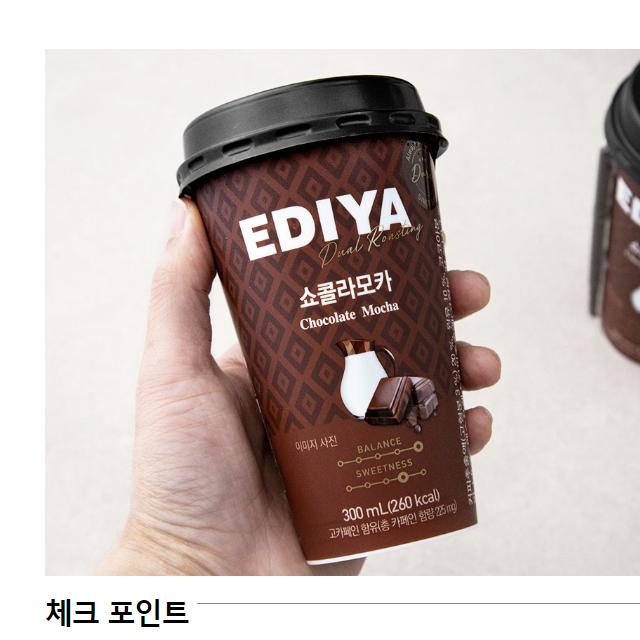 EDIYA
Dual Roasting
쇼콜라모카
Chocolate Mocha
이미지 사진
BALANCE
SWEETNESS
300 mL(260 kcal)
고카페인 함유(총 카페인 함량 225 mg)
EDIYA
체크 포인트